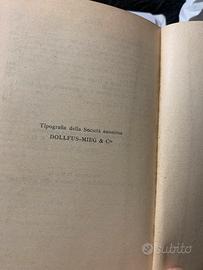 Tipografia della Società anonima
DOLLFUS-MIEG & Cie
subito